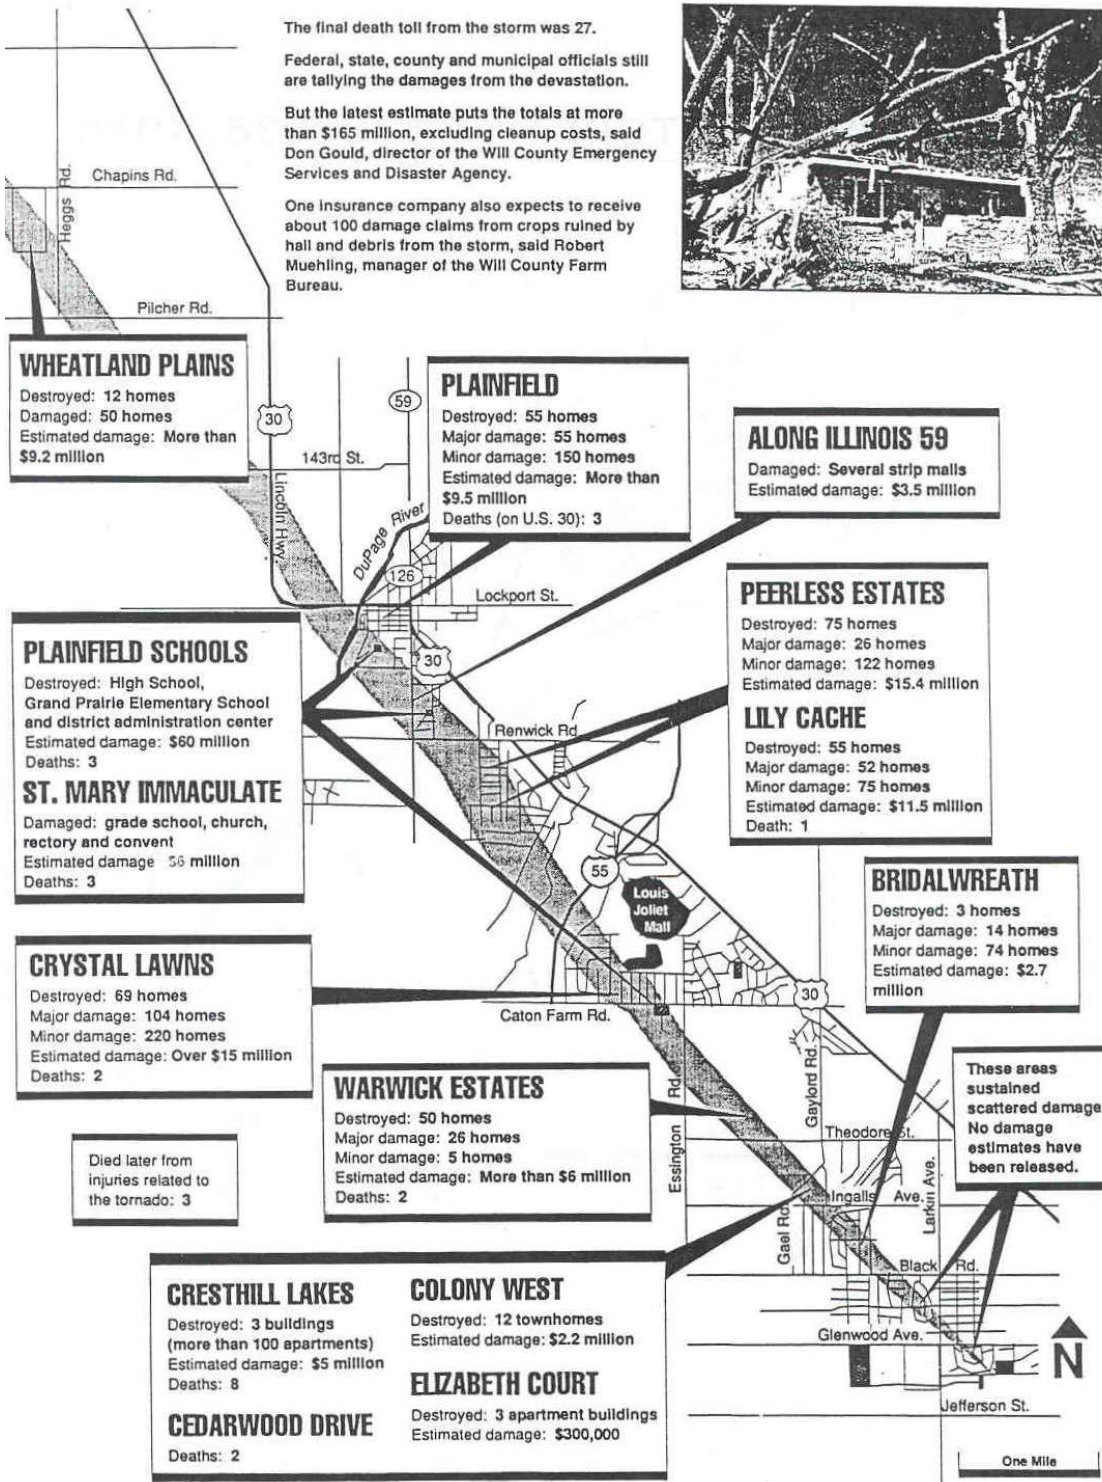 The final death toll from the storm was 27.
Federal, state, county and municipal officials still
are tallying the damages from the devastation.
But the latest estimate puts the totals at more
than $165 million, excluding cleanup costs, said
Don Gould, director of the Will County Emergency
Services and Disaster Agency.
One insurance company also expects to receive
about 100 damage claims from crops ruined by
hail and debris from the storm, said Robert
Muehling, manager of the Will County Farm
Bureau.
Chapins Rd.
Heggs Rd.
Pilcher Rd.
WHEATLAND PLAINS
Destroyed: 12 homes
Damaged: 50 homes
Estimated damage: More than
$9.2 million
30
59
143rd St.
Lincoln Hwy.
DuPage River
126
Lockport St.
PLAINFIELD
Destroyed: 55 homes
Major damage: 55 homes
Minor damage: 150 homes
Estimated damage: More than
$9.5 million
Deaths (on U.S. 30): 3
ALONG ILLINOIS 59
Damaged: Several strip malls
Estimated damage: $3.5 million
PEERLESS ESTATES
Destroyed: 75 homes
Major damage: 26 homes
Minor damage: 122 homes
Estimated damage: $15.4 million
LILY CACHE
Destroyed: 55 homes
Major damage: 52 homes
Minor damage: 75 homes
Estimated damage: $11.5 million
Death: 1
PLAINFIELD SCHOOLS
Destroyed: High School,
Grand Prairie Elementary School
and district administration center
Estimated damage: $60 million
Deaths: 3
ST. MARY IMMACULATE
Damaged: grade school, church,
rectory and convent
Estimated damage $6 million
Deaths: 3
30
Renwick Rd
55
Louis
Joliet
Mall
BRIDALWREATH
Destroyed: 3 homes
Major damage: 14 homes
Minor damage: 74 homes
Estimated damage: $2.7
million
CRYSTAL LAWNS
Destroyed: 69 homes
Major damage: 104 homes
Minor damage: 220 homes
Estimated damage: Over $15 million
Deaths: 2
Caton Farm Rd.
30
Gaylord Rd.
Essington Rd.
WARWICK ESTATES
Destroyed: 50 homes
Major damage: 26 homes
Minor damage: 5 homes
Estimated damage: More than $6 million
Deaths: 2
These areas
sustained
scattered damage
No damage
estimates have
been released.
Theodore St.
Died later from
injuries related to
the tornado: 3
Ingalls Ave.
Larkin Ave.
Gael Rd.
Black Rd.
CRESTHILL LAKES
Destroyed: 3 buildings
(more than 100 apartments)
Estimated damage: $5 million
Deaths: 8
CEDARWOOD DRIVE
Deaths: 2
COLONY WEST
Destroyed: 12 townhomes
Estimated damage: $2.2 million
ELIZABETH COURT
Destroyed: 3 apartment buildings
Estimated damage: $300,000
Glenwood Ave.
N
Jefferson St.
One Mile